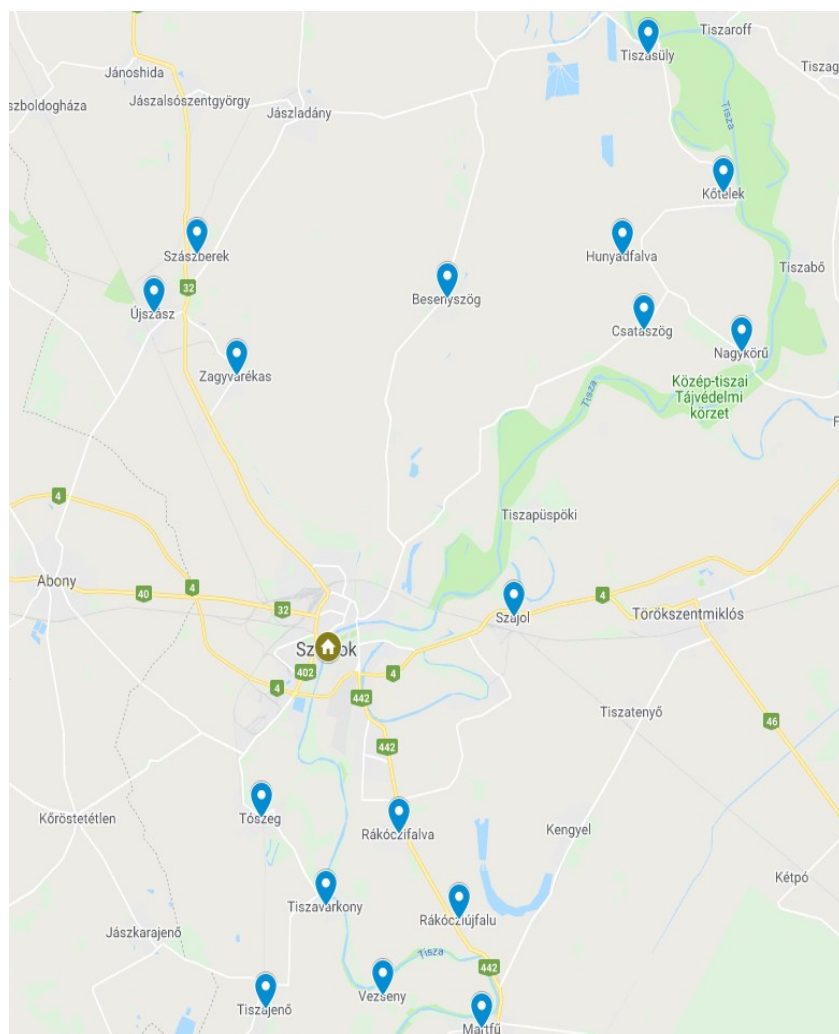 Tiszaroff
Tiszasüly
Tiszag
Jánoshida
szboldogháza
Jászalsószentgyörgy
Jászladány
Tisza
Kőtelek
Szászberek
Hunyadfalva
Tiszabő
32
Besenyszög
Újszász
Csataszög
Nagykörű
Zagyvarékas
Közép-tiszai
Tájvédelmi
körzet
Tisza
F
4
Tiszapüspöki
Abony
4
40
32
4
Szajol
Törökszentmiklós
402
4
4
442
Tiszatenyő
46
442
Kőröstetétlen
Tószeg
Rákóczifalva
Kengyel
Kétpó
Tiszavárkony
Rákócziújfalu
Jászkarajenő
Tisza
442
Tiszajenő
Vezseny
Martfű